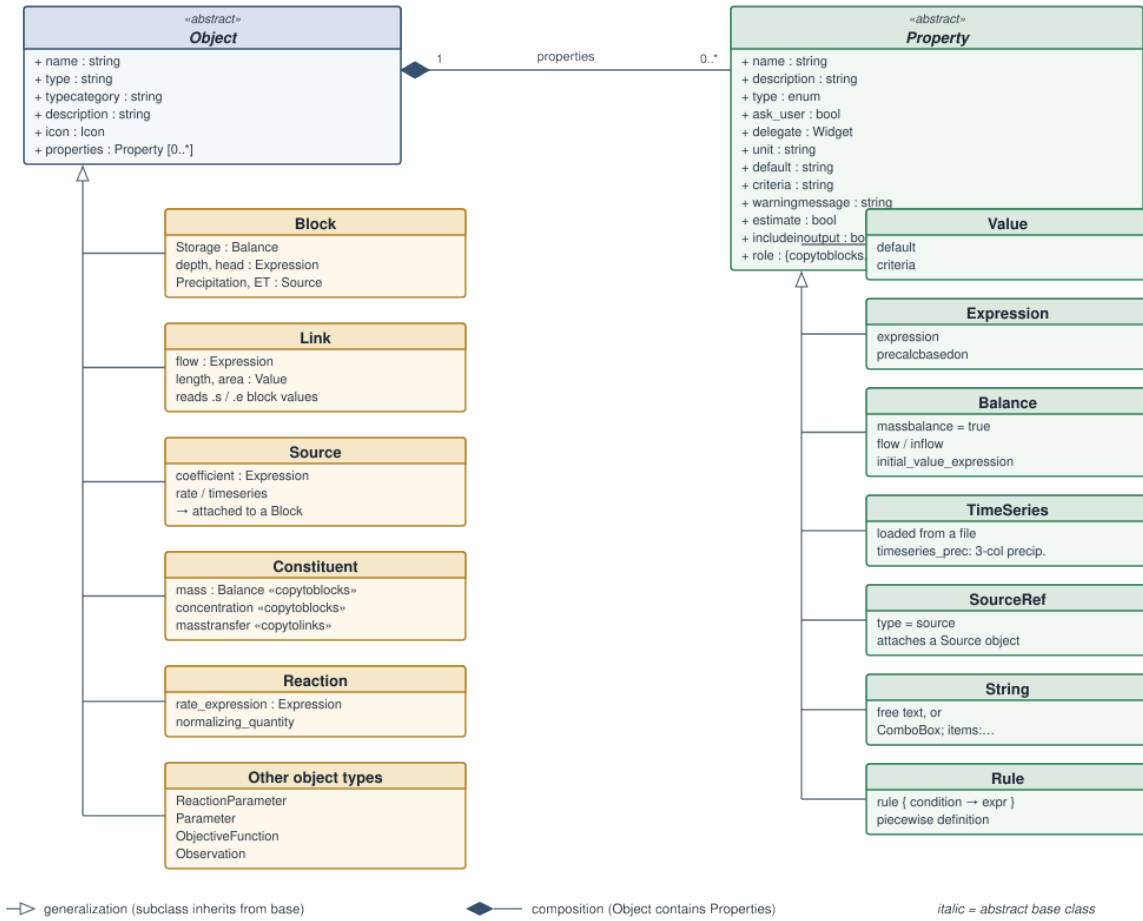 «abstract»
Object
+ name : string
+ type : string
+ typecategory : string
+ description : string
+ icon : Icon
+ properties : Property [0..*]
1
properties
0..*
«abstract»
Property
+ name : string
+ description : string
+ type : enum
+ ask_user : bool
+ delegate : Widget
+ unit : string
+ default : string
+ criteria : string
+ warningmessage : string
+ estimate : bool
+ includeinoutput :
+ role : {copytoblocks
Block
Storage : Balance
depth, head : Expression
Precipitation, ET : Source
Link
flow : Expression
length, area : Value
reads .s / .e block values
Source
coefficient : Expression
rate / timeseries
→ attached to a Block
Constituent
mass : Balance «copytoblocks»
concentration «copytoblocks»
masstransfer «copytolinks»
Reaction
rate_expression : Expression
normalizing_quantity
Other object types
ReactionParameter
Parameter
ObjectiveFunction
Observation
Value
default
criteria
Expression
expression
precalcbasedon
Balance
massbalance = true
flow / inflow
initial_value_expression
TimeSeries
loaded from a file
timeseries_prec: 3-col precip.
SourceRef
type = source
attaches a Source object
String
free text, or
ComboBox; items:…
Rule
rule { condition → expr }
piecewise definition
generalization (subclass inherits from base)
composition (Object contains Properties)
italic = abstract base class